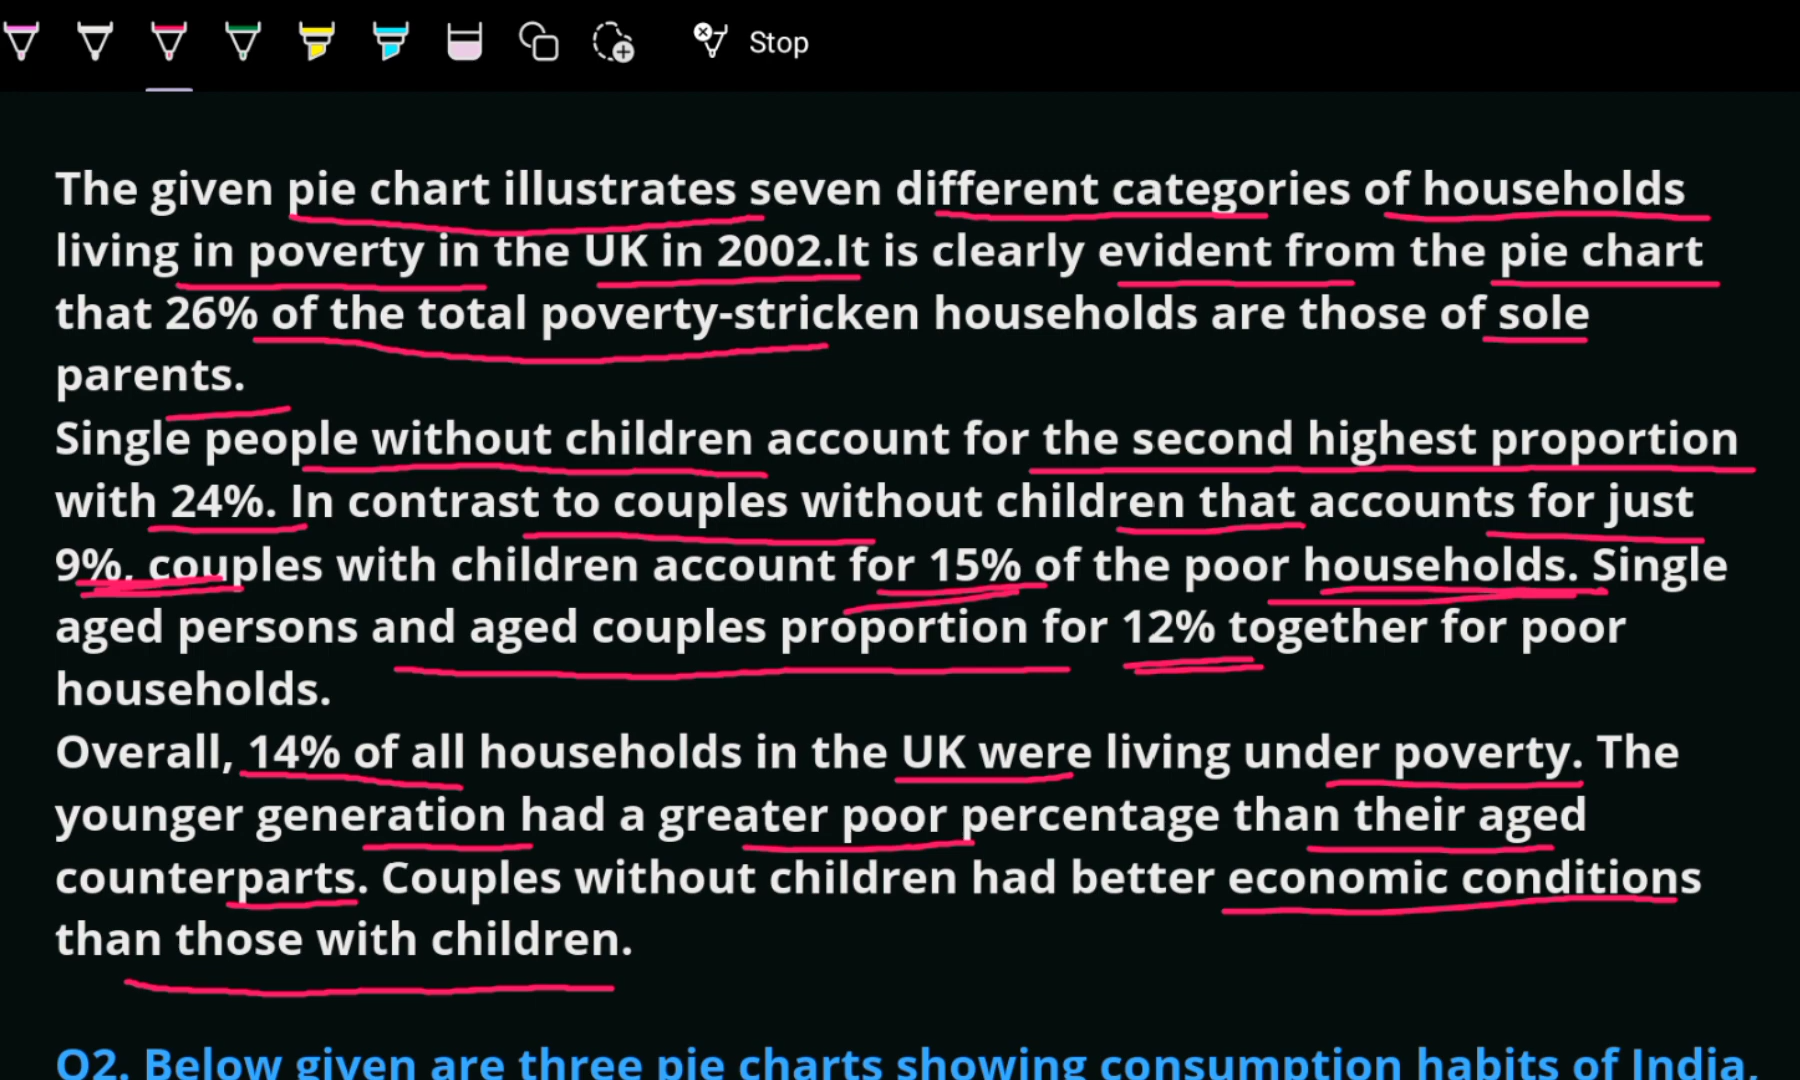 Stop
The given pie chart illustrates seven different categories of households
living in poverty in the UK in 2002.It is clearly evident from the pie chart
that 26% of the total poverty-stricken households are those of sole
parents.
Single people without children account for the second highest proportion
with 24%. In contrast to couples without children that accounts for just
9%, couples with children account for 15% of the poor households. Single
aged persons and aged couples proportion for 12% together for poor
households.
Overall, 14% of all households in the UK were living under poverty. The
younger generation had a greater poor percentage than their aged
counterparts. Couples without children had better economic conditions
than those with children.
Q2. Below given are three pie charts showing consumption habits of India,